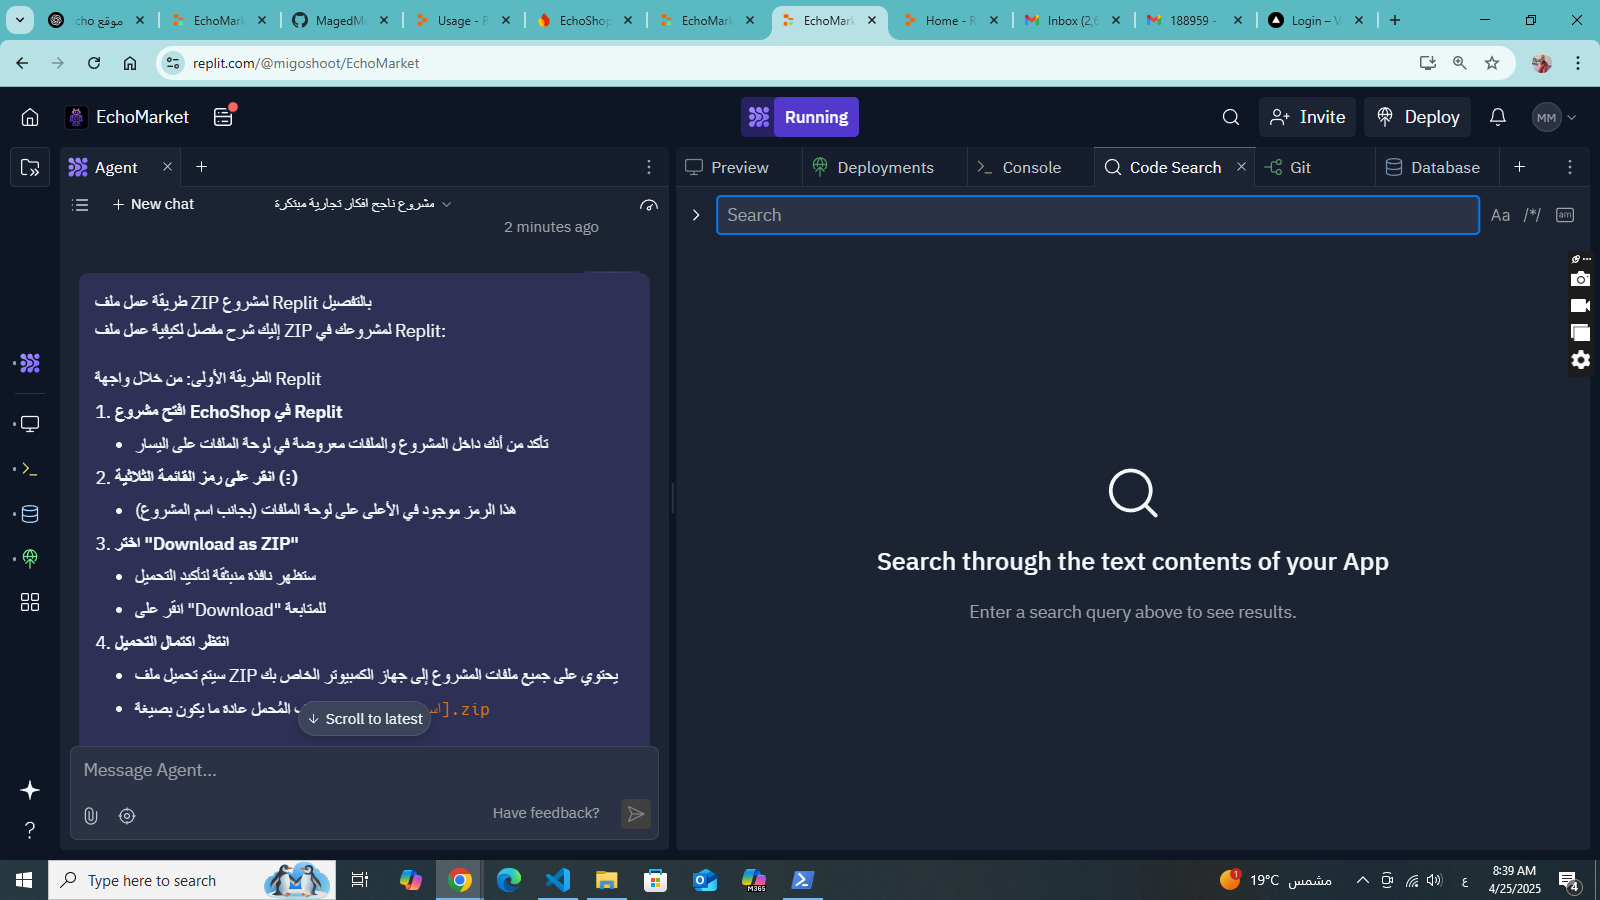 موقع echo
EchoMark
MagedMo
Usage - R
EchoShop
EchoMark
EchoMark
Home - R
Inbox (2,6
188959 -
Login – V
replit.com/@migoshoot/EchoMarket
EchoMarket
Running
Invite
Deploy
MM
Agent
Preview
Deployments
Console
Code Search
Git
Database
New chat
مشروع ناجح افكار تجارية مبتكرة
Search
Aa
/*/
2 minutes ago
طريقة عمل ملف ZIP لمشروع Replit بالتفصيل
إليك شرح مفصل لكيفية عمل ملف ZIP لمشروعك في Replit:
الطريقة الأولى: من خلال واجهة Replit
1. افتح مشروع EchoShop في Replit
• تأكد من أنك داخل المشروع والملفات معروضة في لوحة الملفات على اليسار
2. انقر على رمز القائمة الثلاثية (⋮)
• هذا الرمز موجود في الأعلى على لوحة الملفات (بجانب اسم المشروع)
3. اختر "Download as ZIP"
• ستظهر نافذة منبثقة لتأكيد التحميل
• انقر على "Download" للمتابعة
4. انتظر اكتمال التحميل
• سيتم تحميل ملف ZIP يحتوي على جميع ملفات المشروع إلى جهاز الكمبيوتر الخاص بك
• المُحمل عادة ما يكون بصيغة [.zip
Scroll to latest
Search through the text contents of your App
Enter a search query above to see results.
Message Agent...
Have feedback?
Type here to search
M365
1
19°C مشمس
ع
8:39 AM
4/25/2025
4